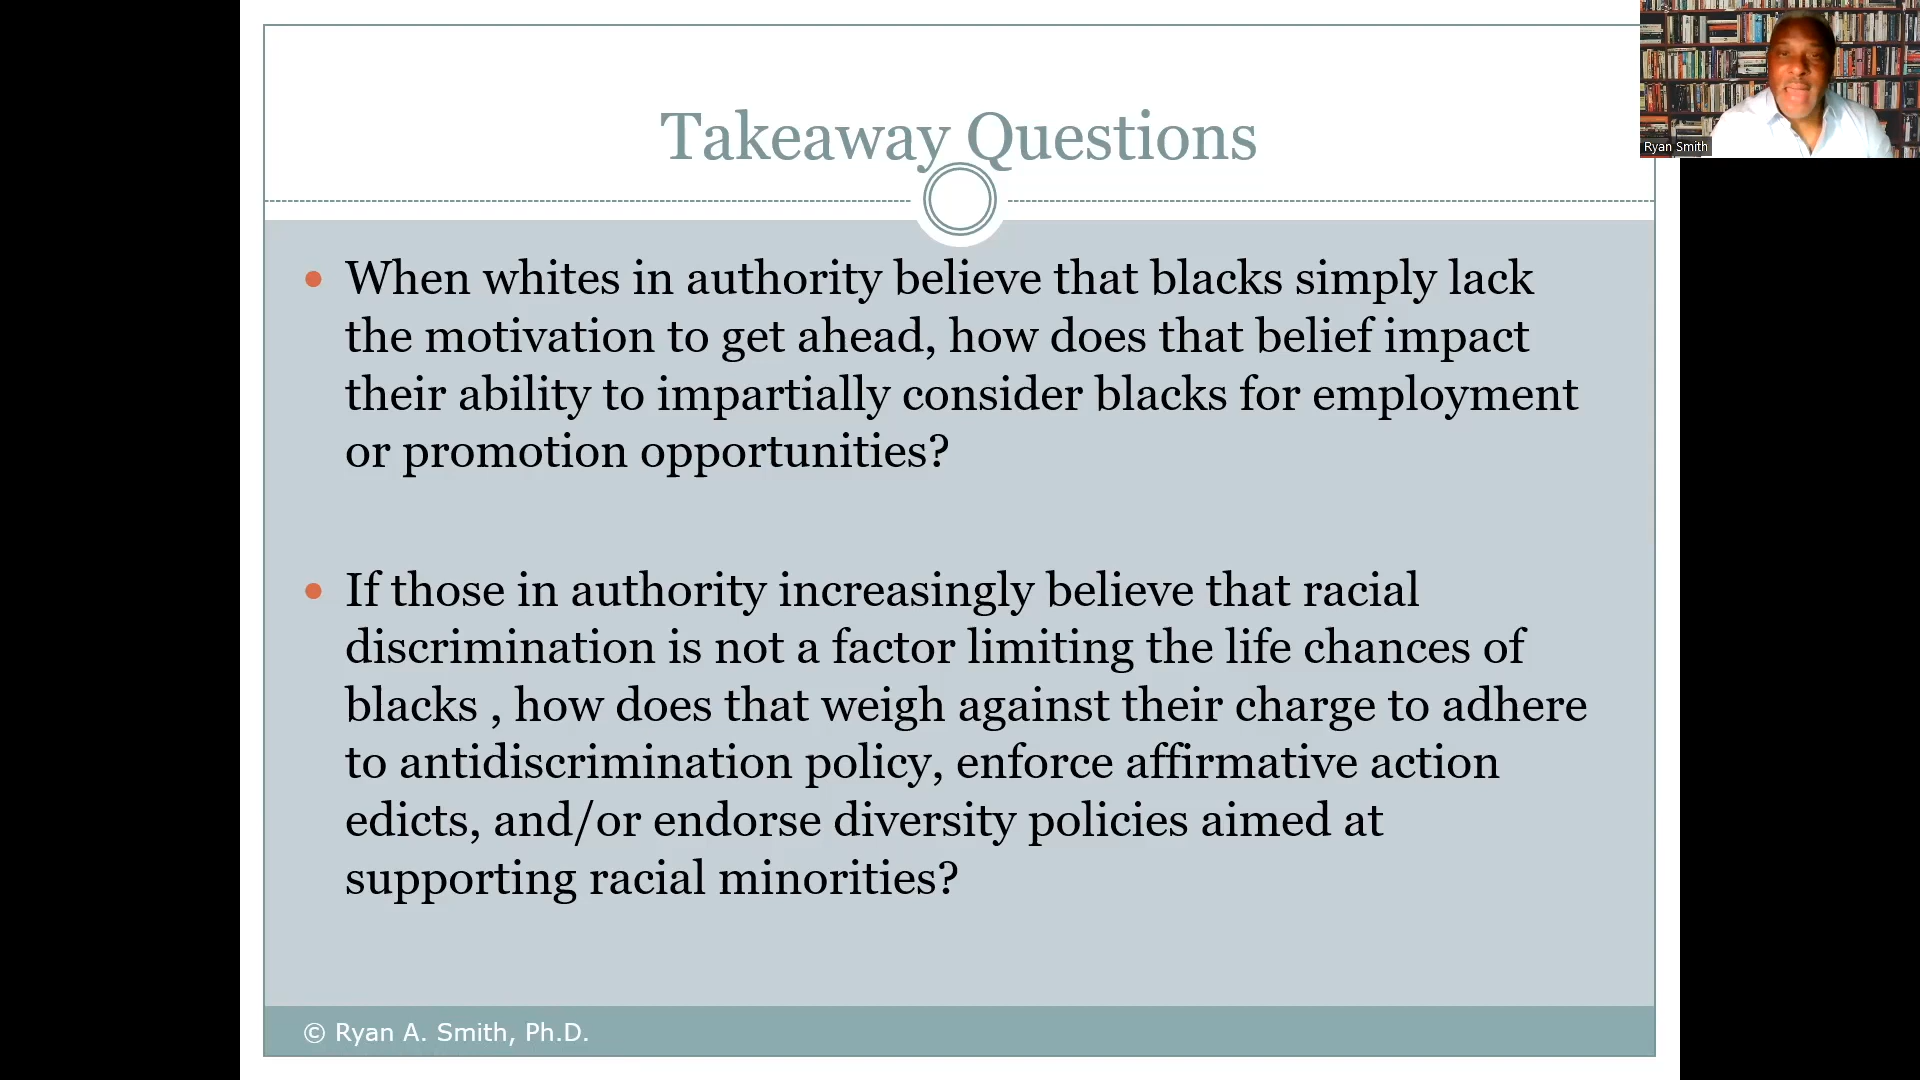 Takeaway Questions
Ryan Smith
When whites in authority believe that blacks simply lack
the motivation to get ahead, how does that belief impact
their ability to impartially consider blacks for employment
or promotion opportunities?
If those in authority increasingly believe that racial
discrimination is not a factor limiting the life chances of
blacks , how does that weigh against their charge to adhere
to antidiscrimination policy, enforce affirmative action
edicts, and/or endorse diversity policies aimed at
supporting racial minorities?
© Ryan A. Smith, Ph.D.